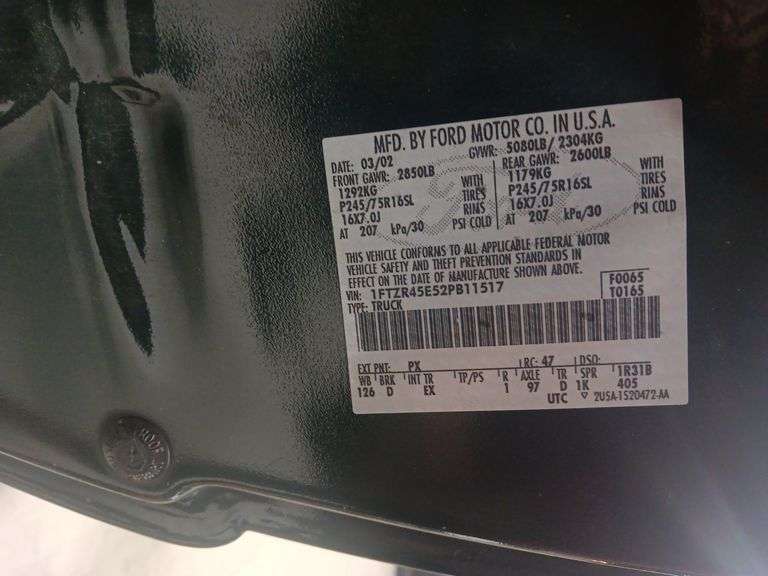 MFD. BY FORD MOTOR CO. IN U.S.A.
DATE: 03/02 GVWR: 5080LB/ 2304KG
FRONT GAWR: 2850LB REAR GAWR: 2600LB
1292KG WITH 1179KG WITH
P245/75R16SL TIRES P245/75R16SL TIRES
16X7.0J RINS 16X7.0J RINS
AT 207 kPa/30 PSI COLD AT 207 kPa/30 PSI COLD
THIS VEHICLE CONFORMS TO ALL APPLICABLE FEDERAL MOTOR
VEHICLE SAFETY AND THEFT PREVENTION STANDARDS IN
EFFECT ON THE DATE OF MANUFACTURE SHOWN ABOVE.
VIN: 1FTZR45E52PB11517 F0065
TYPE: TRUCK T0165
EXT PNT: PX RC: 47 DSO:
WB BRK INT TR TP/PS R AXLE TR SPR 1R31B
126 D EX 1 97 D 1K 405
UTC 2USA-1520472-AA